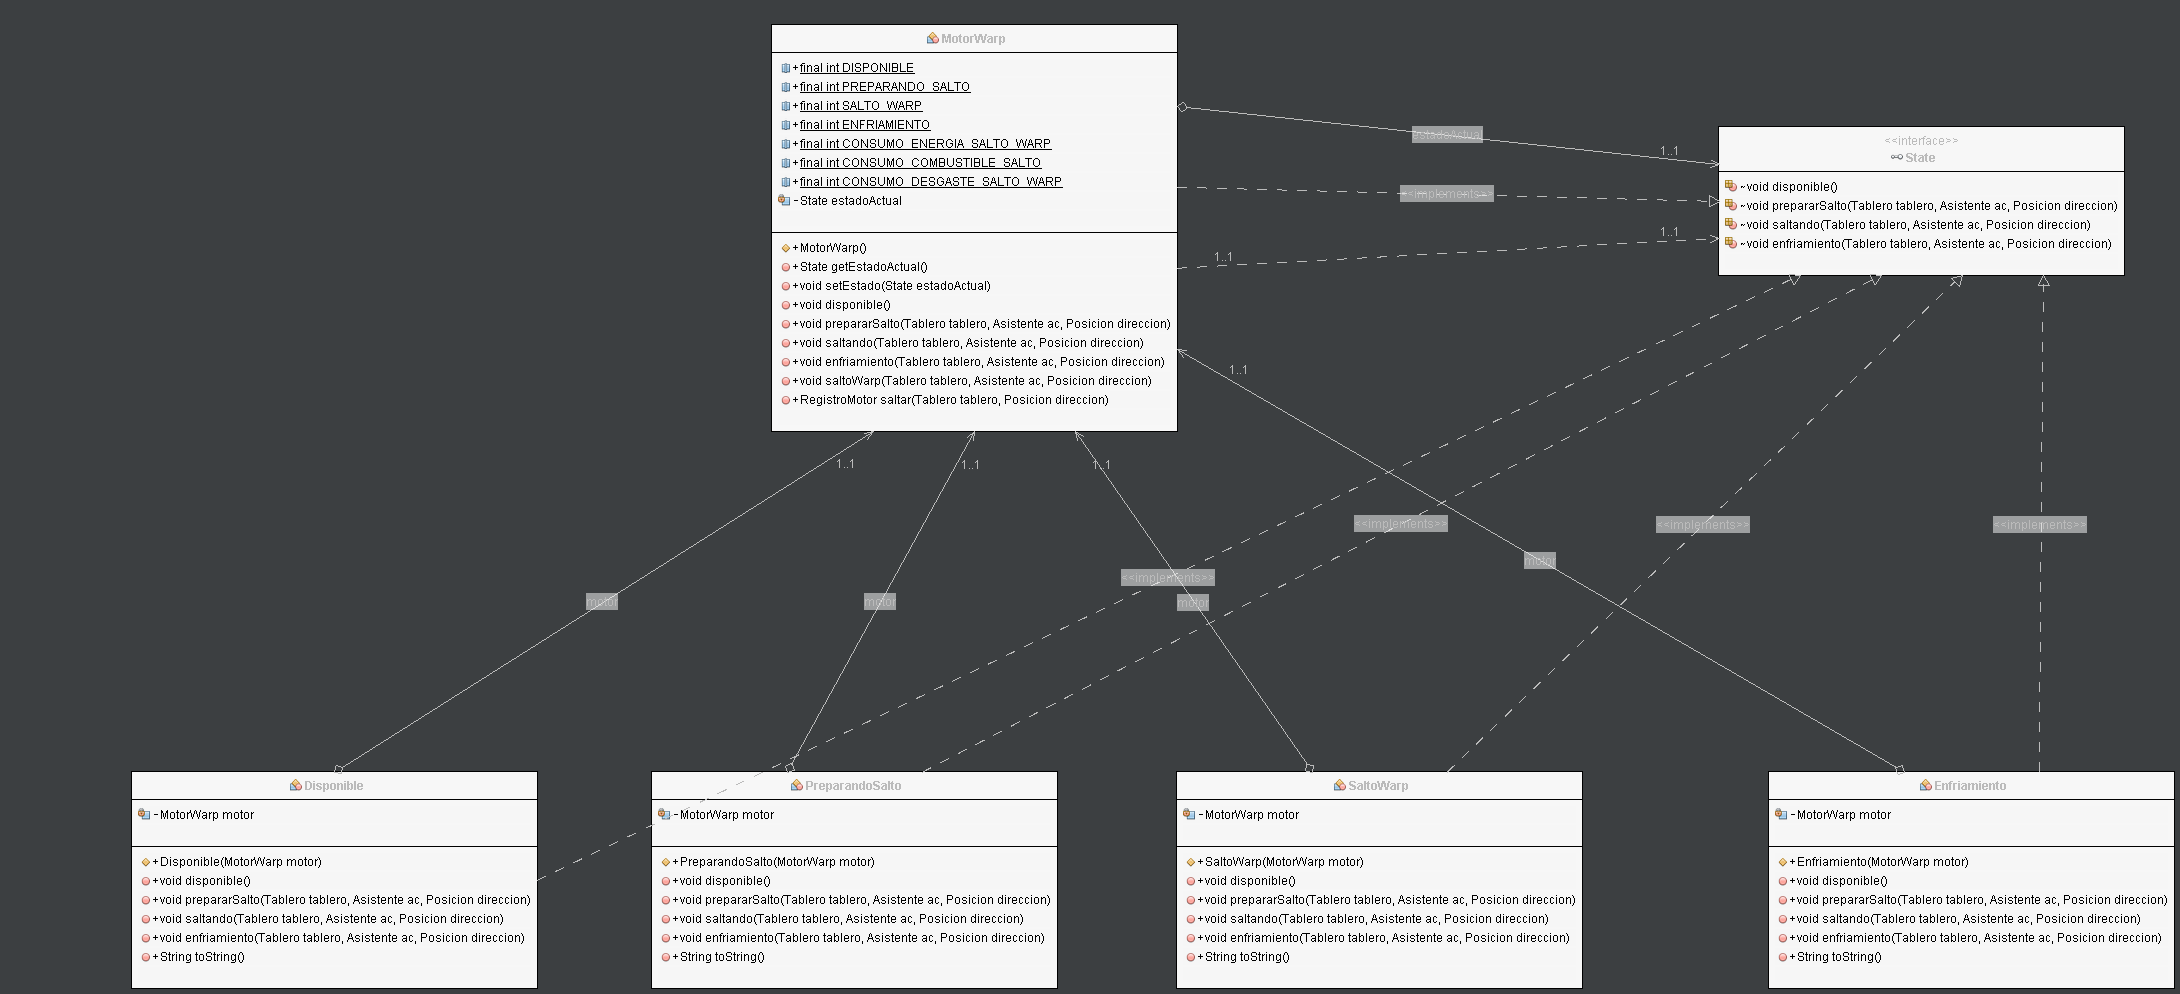 MotorWarp
+final int DISPONIBLE
+final int PREPARANDO_SALTO
+final int SALTO_WARP
+final int ENFRIAMIENTO
+final int CONSUMO_ENERGIA_SALTO_WARP
+final int CONSUMO_COMBUSTIBLE_SALTO
+final int CONSUMO_DESGASTE_SALTO_WARP
-State estadoActual
+MotorWarp()
+State getEstadoActual()
+void setEstado(State estadoActual)
+void disponible()
+void prepararSalto(Tablero tablero, Asistente ac, Posicion direccion)
+void saltando(Tablero tablero, Asistente ac, Posicion direccion)
+void enfriamiento(Tablero tablero, Asistente ac, Posicion direccion)
+void saltoWarp(Tablero tablero, Asistente ac, Posicion direccion)
+RegistroMotor saltar(Tablero tablero, Posicion direccion)
estadoActual
1..1
<<implements>>
1..1
1..1
<<interface>>
State
~void disponible()
~void prepararSalto(Tablero tablero, Asistente ac, Posicion direccion)
~void saltando(Tablero tablero, Asistente ac, Posicion direccion)
~void enfriamiento(Tablero tablero, Asistente ac, Posicion direccion)
1..1
1..1
1..1
1..1
<<implements>>
<<implements>>
<<implements>>
motor
<<implements>>
motor
motor
motor
Disponible
-MotorWarp motor
+Disponible(MotorWarp motor)
+void disponible()
+void prepararSalto(Tablero tablero, Asistente ac, Posicion direccion)
+void saltando(Tablero tablero, Asistente ac, Posicion direccion)
+void enfriamiento(Tablero tablero, Asistente ac, Posicion direccion)
+String toString()
PreparandoSalto
-MotorWarp motor
+PreparandoSalto(MotorWarp motor)
+void disponible()
+void prepararSalto(Tablero tablero, Asistente ac, Posicion direccion)
+void saltando(Tablero tablero, Asistente ac, Posicion direccion)
+void enfriamiento(Tablero tablero, Asistente ac, Posicion direccion)
+String toString()
SaltoWarp
-MotorWarp motor
+SaltoWarp(MotorWarp motor)
+void disponible()
+void prepararSalto(Tablero tablero, Asistente ac, Posicion direccion)
+void saltando(Tablero tablero, Asistente ac, Posicion direccion)
+void enfriamiento(Tablero tablero, Asistente ac, Posicion direccion)
+String toString()
Enfriamiento
-MotorWarp motor
+Enfriamiento(MotorWarp motor)
+void disponible()
+void prepararSalto(Tablero tablero, Asistente ac, Posicion direccion)
+void saltando(Tablero tablero, Asistente ac, Posicion direccion)
+void enfriamiento(Tablero tablero, Asistente ac, Posicion direccion)
+String toString()